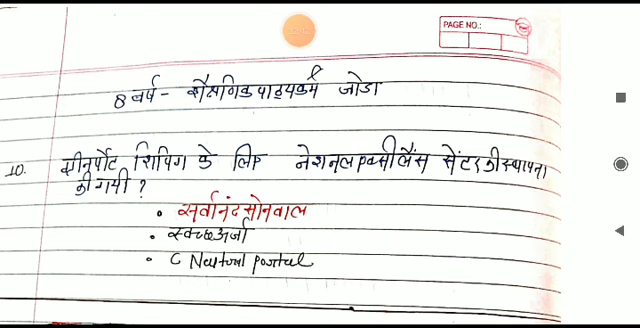 PAGE NO.:
8 वर्ष - शैक्षणिक पाठ्यक्रम जोडा
10. ग्रीनपोर्ट शिपिंग के लिए नेशनल एक्सीलेंस सेंटर की स्थापना
की गयी ?
• सर्वानंद सोनवाल
• स्वच्छ ऊर्जा
• C Neutral portal